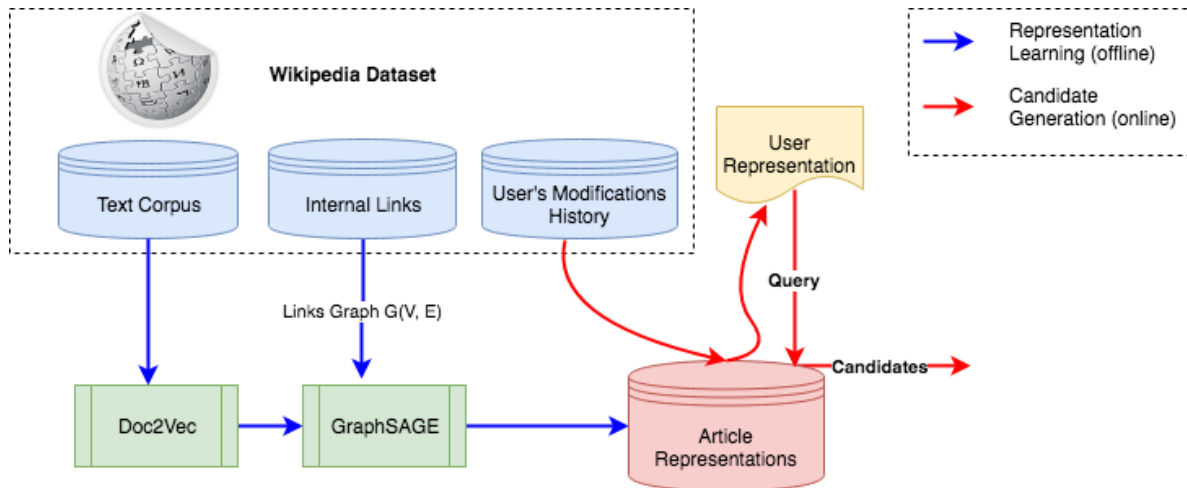 Wikipedia Dataset
Representation
Learning (offline)
Candidate
Generation (online)
User
Representation
Text Corpus
Internal Links
User's Modifications
History
Query
Links Graph G(V, E)
Candidates
Doc2Vec
GraphSAGE
Article
Representations